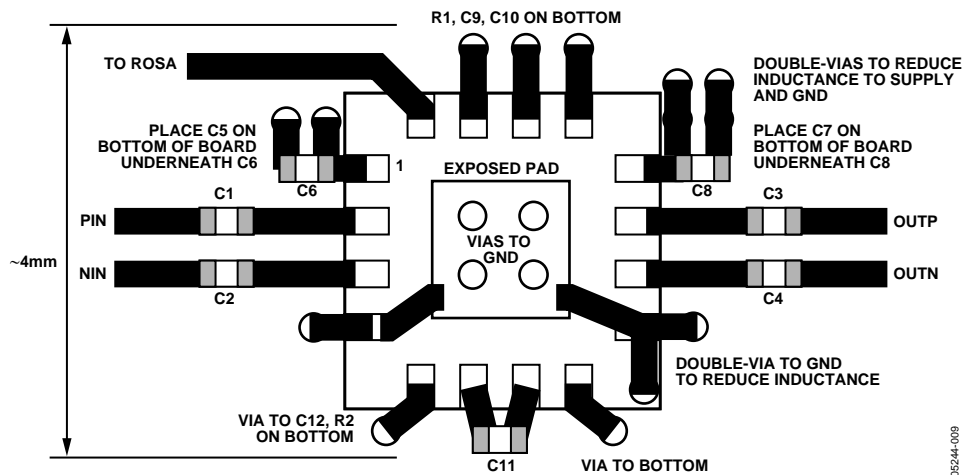 R1, C9, C10 ON BOTTOM
TO ROSA
DOUBLE-VIAS TO REDUCE
INDUCTANCE TO SUPPLY
AND GND
PLACE C5 ON
BOTTOM OF BOARD
UNDERNEATH C6
PLACE C7 ON
BOTTOM OF BOARD
UNDERNEATH C8
1
EXPOSED PAD
C6
C8
C1
C3
PIN
OUTP
VIAS TO
GND
~4mm
NIN
OUTN
C2
C4
DOUBLE-VIA TO GND
TO REDUCE INDUCTANCE
VIA TO C12, R2
ON BOTTOM
C11
VIA TO BOTTOM
05244-009